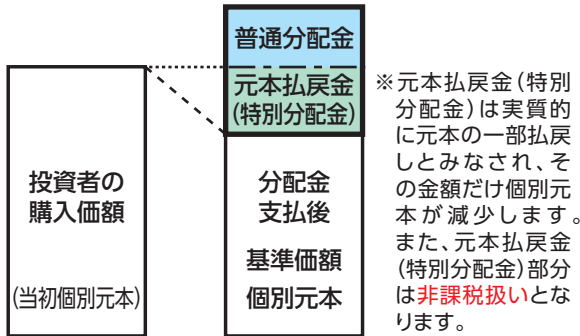 普通分配金
元本払戻金
(特別分配金)
投資者の
購入価額
(当初個別元本)
分配金
支払後
基準価額
個別元本
※元本払戻金(特別
分配金)は実質的
に元本の一部払戻
しとみなされ、そ
の金額だけ個別元
本が減少します。
また、元本払戻金
(特別分配金)部分
は非課税扱いとな
ります。